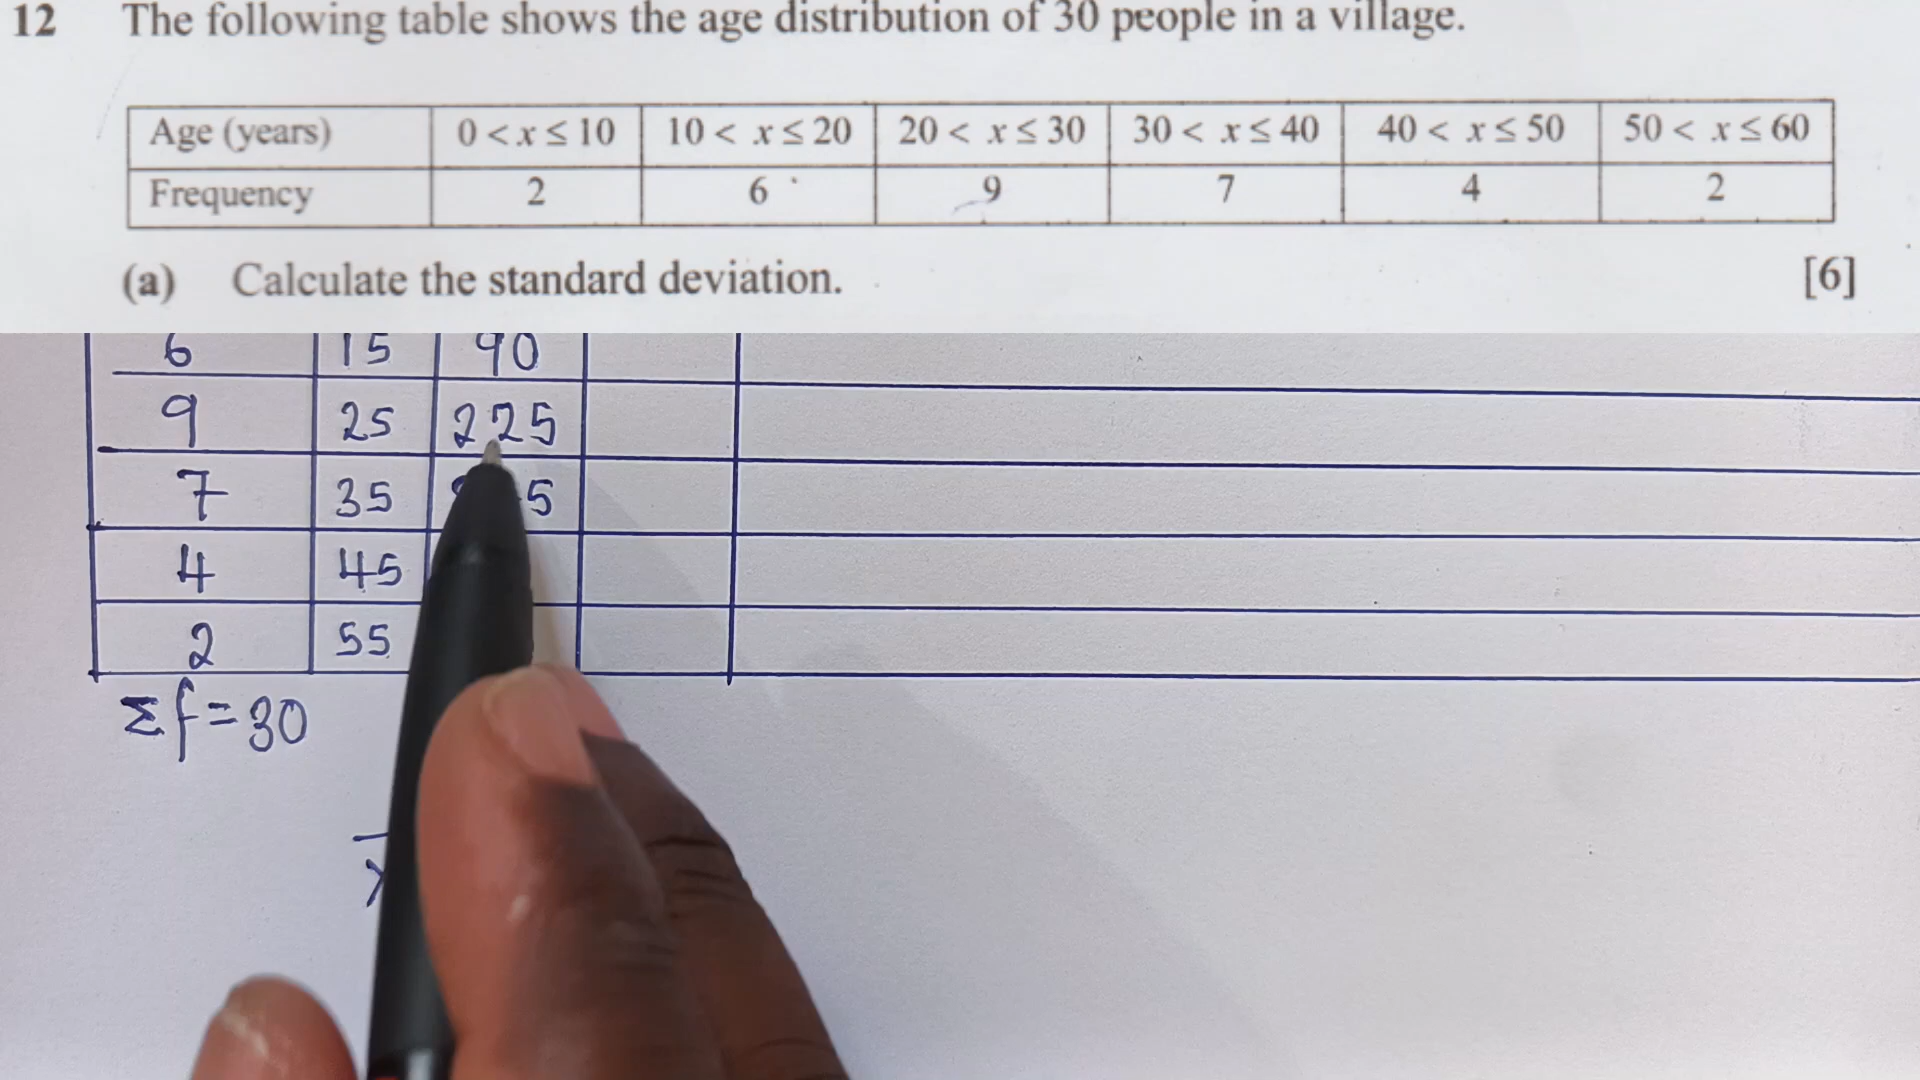 12 The following table shows the age distribution of 30 people in a village.
Age (years) 0 < x ≤ 10 10 < x ≤ 20 20 < x ≤ 30 30 < x ≤ 40 40 < x ≤ 50 50 < x ≤ 60
Frequency 2 6 9 7 4 2
(a) Calculate the standard deviation. [6]
6 15 90
9 25 225
7 35
4 45
2 55
Σf=30